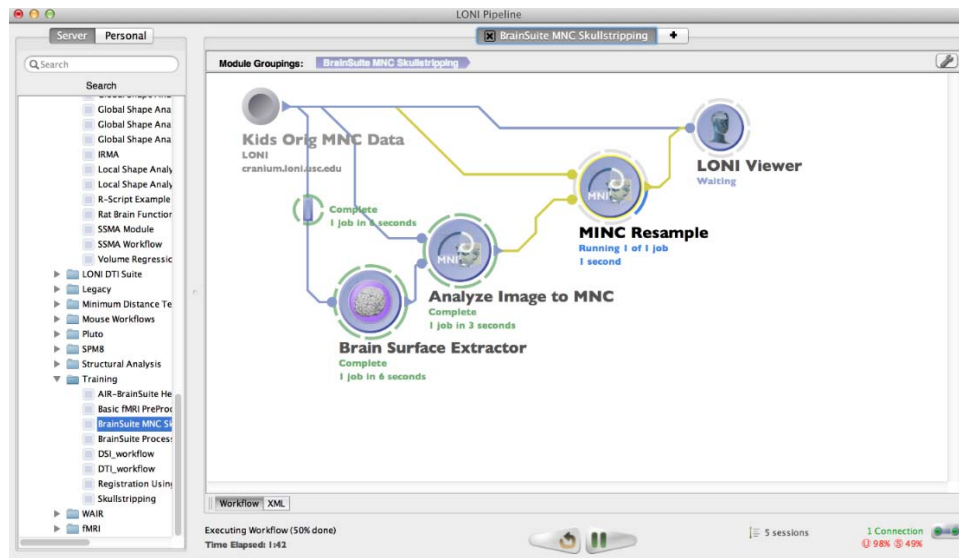 LONI Pipeline
Server Personal
BrainSuite MNC Skullstripping +
Search
Module Groupings: BrainSuite MNC Skullstripping
Search
Global Shape Ana
Global Shape Ana
Global Shape Ana
IRMA
Local Shape Analy
Local Shape Analy
R-Script Example
Rat Brain Function
SSMA Module
SSMA Workflow
Volume Regressio
LONI DTI Suite
Legacy
Minimum Distance Te
Mouse Workflows
Pluto
SPM8
Structural Analysis
Training
AIR-BrainSuite He
Basic fMRI PreProc
BrainSuite MNC Sk
BrainSuite Process
DSI_workflow
DTI_workflow
Registration Using
Skullstripping
WAIR
fMRI
Kids Orig MNC Data
LONI
cranium.loni.usc.edu
LONI Viewer
Waiting
Complete
1 job in 6 seconds
MNI
MINC Resample
Running 1 of 1 job
1 second
MNI
Analyze Image to MNC
Complete
1 job in 3 seconds
Brain Surface Extractor
Complete
1 job in 6 seconds
Workflow XML
Executing Workflow (50% done)
Time Elapsed: 1:42
5 sessions
1 Connection
U 98% S 49%